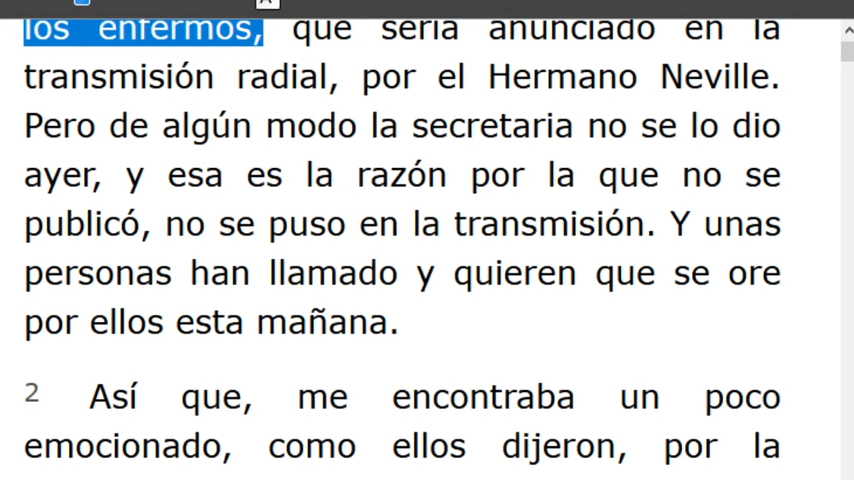 los enfermos, que sería anunciado en la
transmisión radial, por el Hermano Neville.
Pero de algún modo la secretaria no se lo dio
ayer, y esa es la razón por la que no se
publicó, no se puso en la transmisión. Y unas
personas han llamado y quieren que se ore
por ellos esta mañana.
2 Así que, me encontraba un poco
emocionado, como ellos dijeron, por la